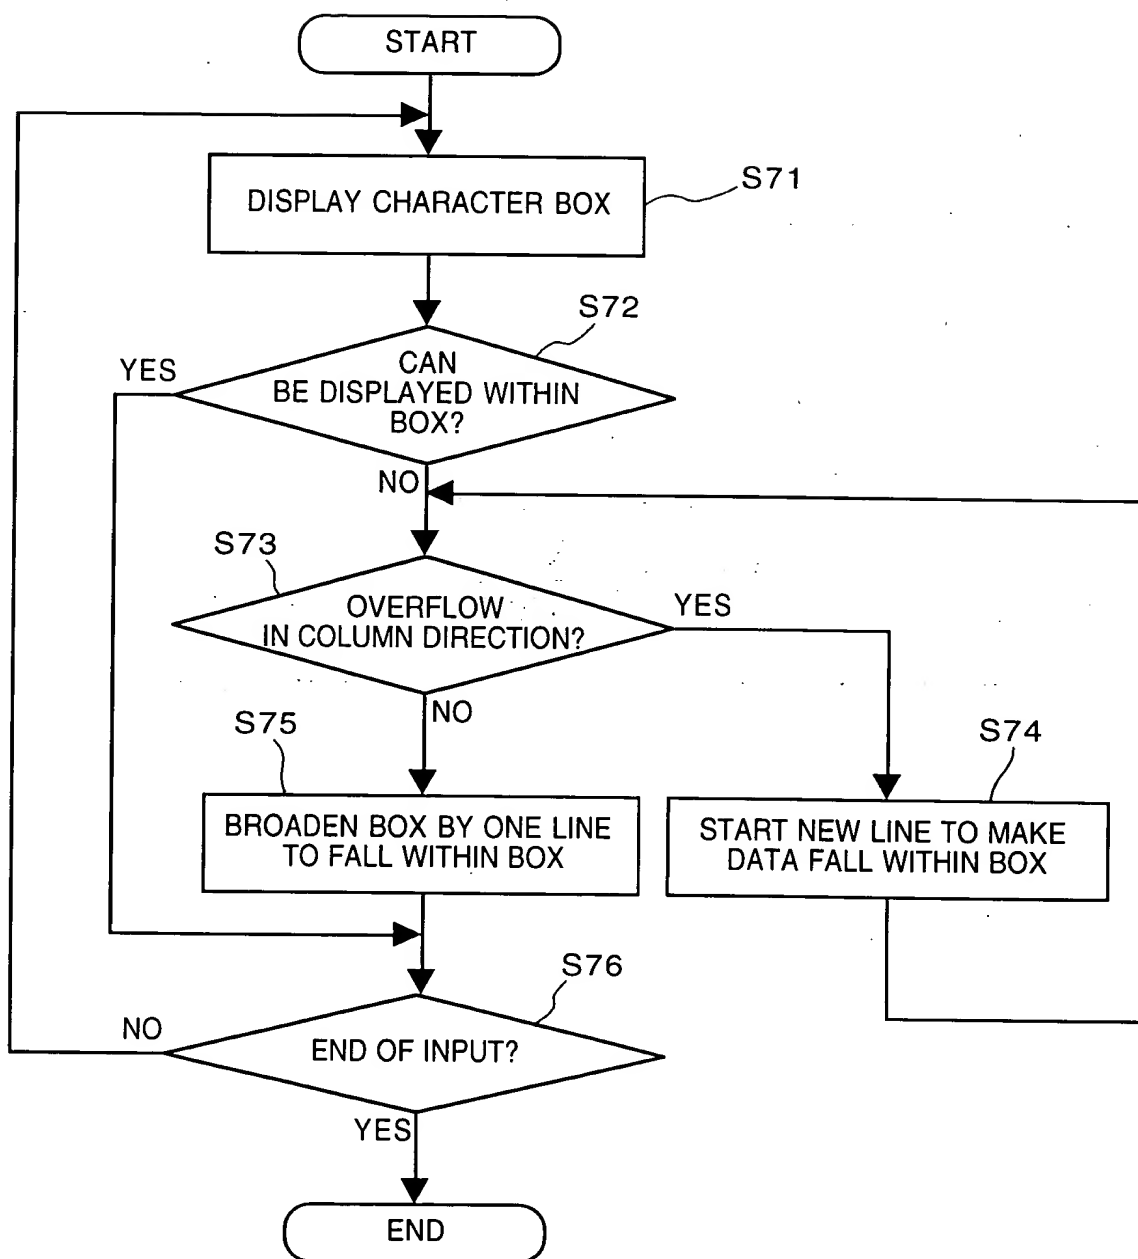 START
DISPLAY CHARACTER BOX
S71
S72
YES
CAN
BE DISPLAYED WITHIN
BOX?
NO
S73
OVERFLOW
IN COLUMN DIRECTION?
YES
NO
S75
S74
BROADEN BOX BY ONE LINE
TO FALL WITHIN BOX
START NEW LINE TO MAKE
DATA FALL WITHIN BOX
S76
NO
END OF INPUT?
YES
END